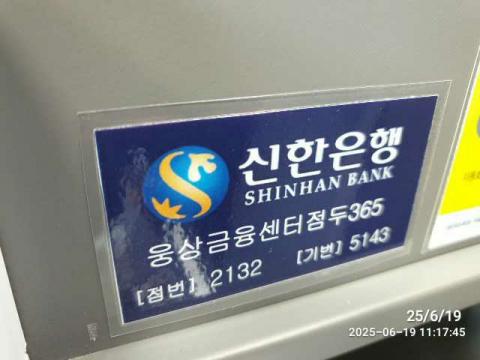 신한은행
SHINHAN BANK
웅상금융센터점두365
[점번] 2132 [기번] 5143
25/6/19
2025-06-19 11:17:45